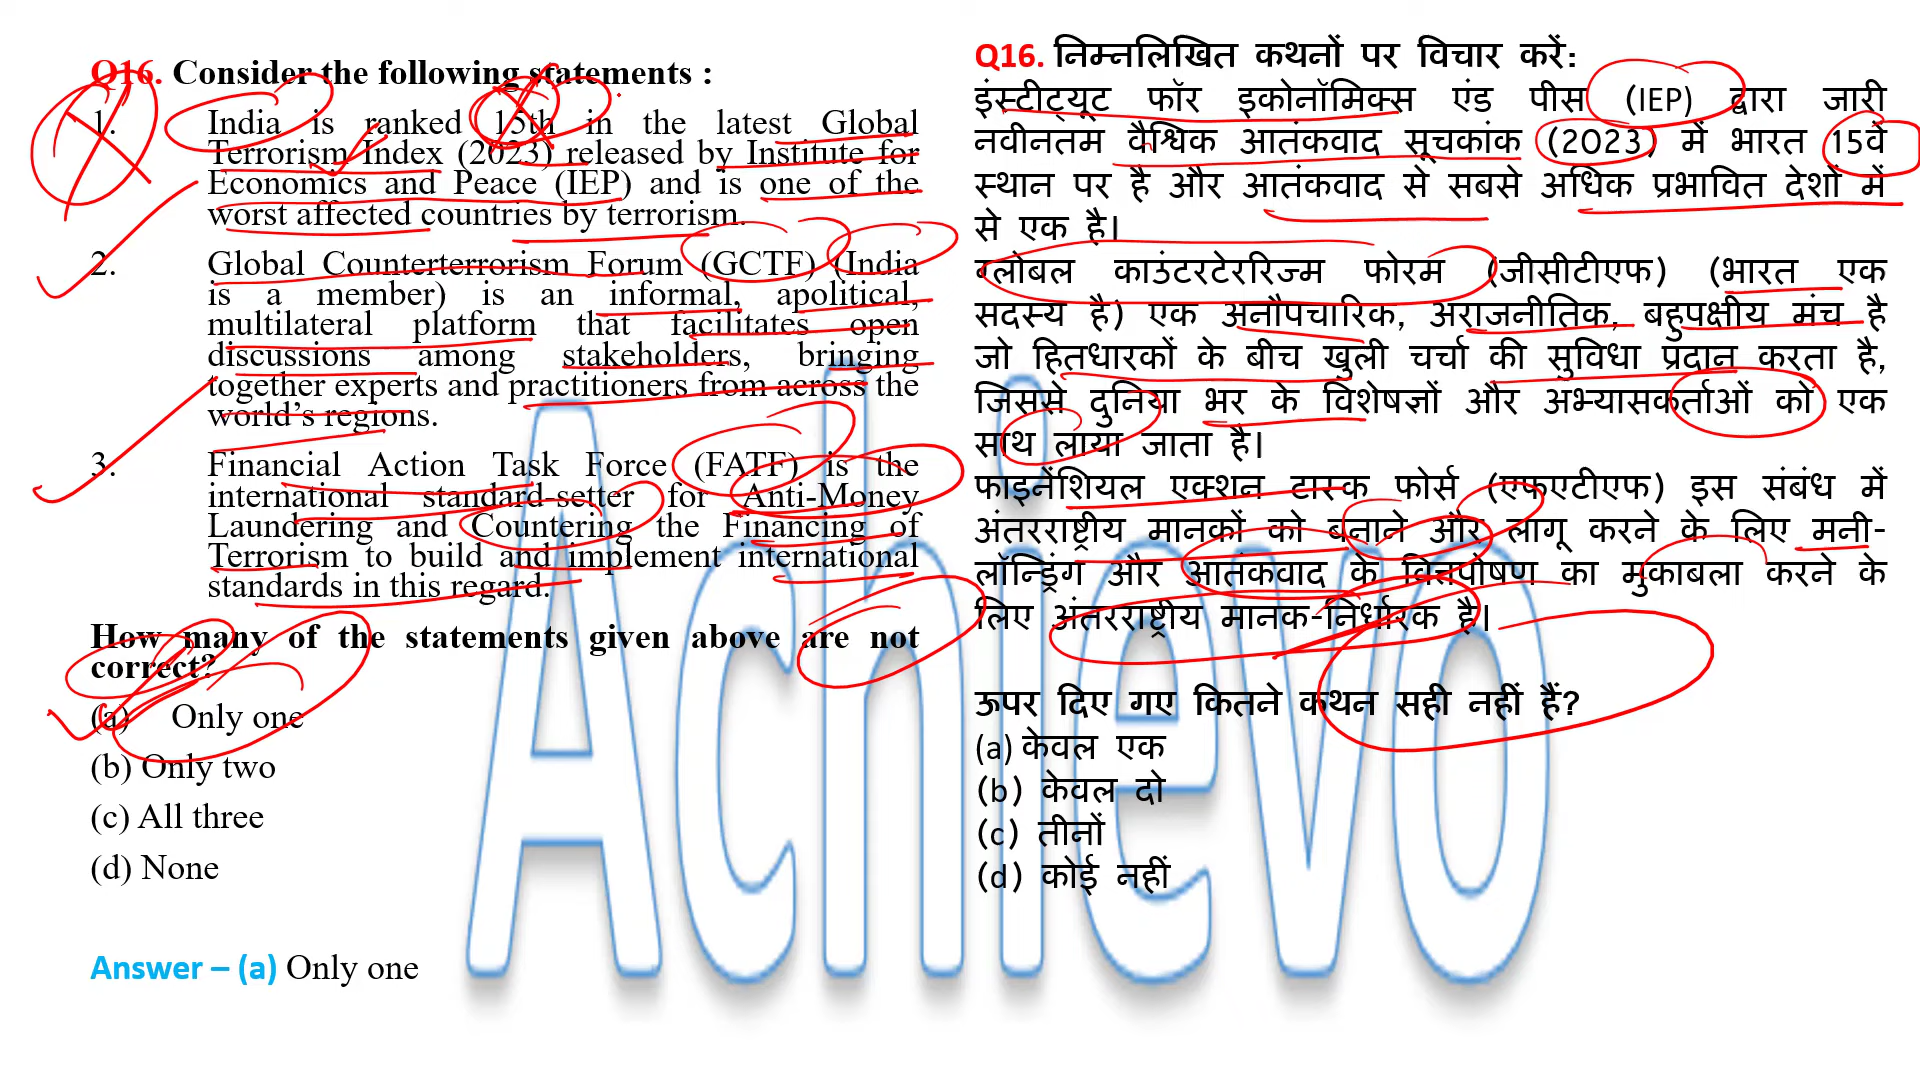 Q16. Consider the following statements :
1. India is ranked 15th in the latest Global
Terrorism Index (2023) released by Institute for
Economics and Peace (IEP) and is one of the
worst affected countries by terrorism.
2. Global Counterterrorism Forum (GCTF) (India
is a member) is an informal, apolitical,
multilateral platform that facilitates open
discussions among stakeholders, bringing
together experts and practitioners from across the
world’s regions.
3. Financial Action Task Force (FATF) is the
international standard-setter for Anti-Money
Laundering and Countering the Financing of
Terrorism to build and implement international
standards in this regard.
How many of the statements given above are not
correct?
(a) Only one
(b) Only two
(c) All three
(d) None
Answer – (a) Only one
Q16. निम्नलिखित कथनों पर विचार करें:
इंस्टीट्यूट फॉर इकोनॉमिक्स एंड पीस (IEP) द्वारा जारी
नवीनतम वैश्विक आतंकवाद सूचकांक (2023) में भारत 15वें
स्थान पर है और आतंकवाद से सबसे अधिक प्रभावित देशों में
से एक है।
ग्लोबल काउंटरटेररिज्म फोरम (जीसीटीएफ) (भारत एक
सदस्य है) एक अनौपचारिक, अराजनीतिक, बहुपक्षीय मंच है
जो हितधारकों के बीच खुली चर्चा की सुविधा प्रदान करता है,
जिससे दुनिया भर के विशेषज्ञों और अभ्यासकर्ताओं को एक
साथ लाया जाता है।
फाइनेंशियल एक्शन टास्क फोर्स (एफएटीएफ) इस संबंध में
अंतरराष्ट्रीय मानकों को बनाने और लागू करने के लिए मनी-
लॉन्ड्रिंग और आतंकवाद के वित्तपोषण का मुकाबला करने के
लिए अंतरराष्ट्रीय मानक-निर्धारक है।
ऊपर दिए गए कितने कथन सही नहीं हैं?
(a) केवल एक
(b) केवल दो
(c) तीनों
(d) कोई नहीं
Achievo